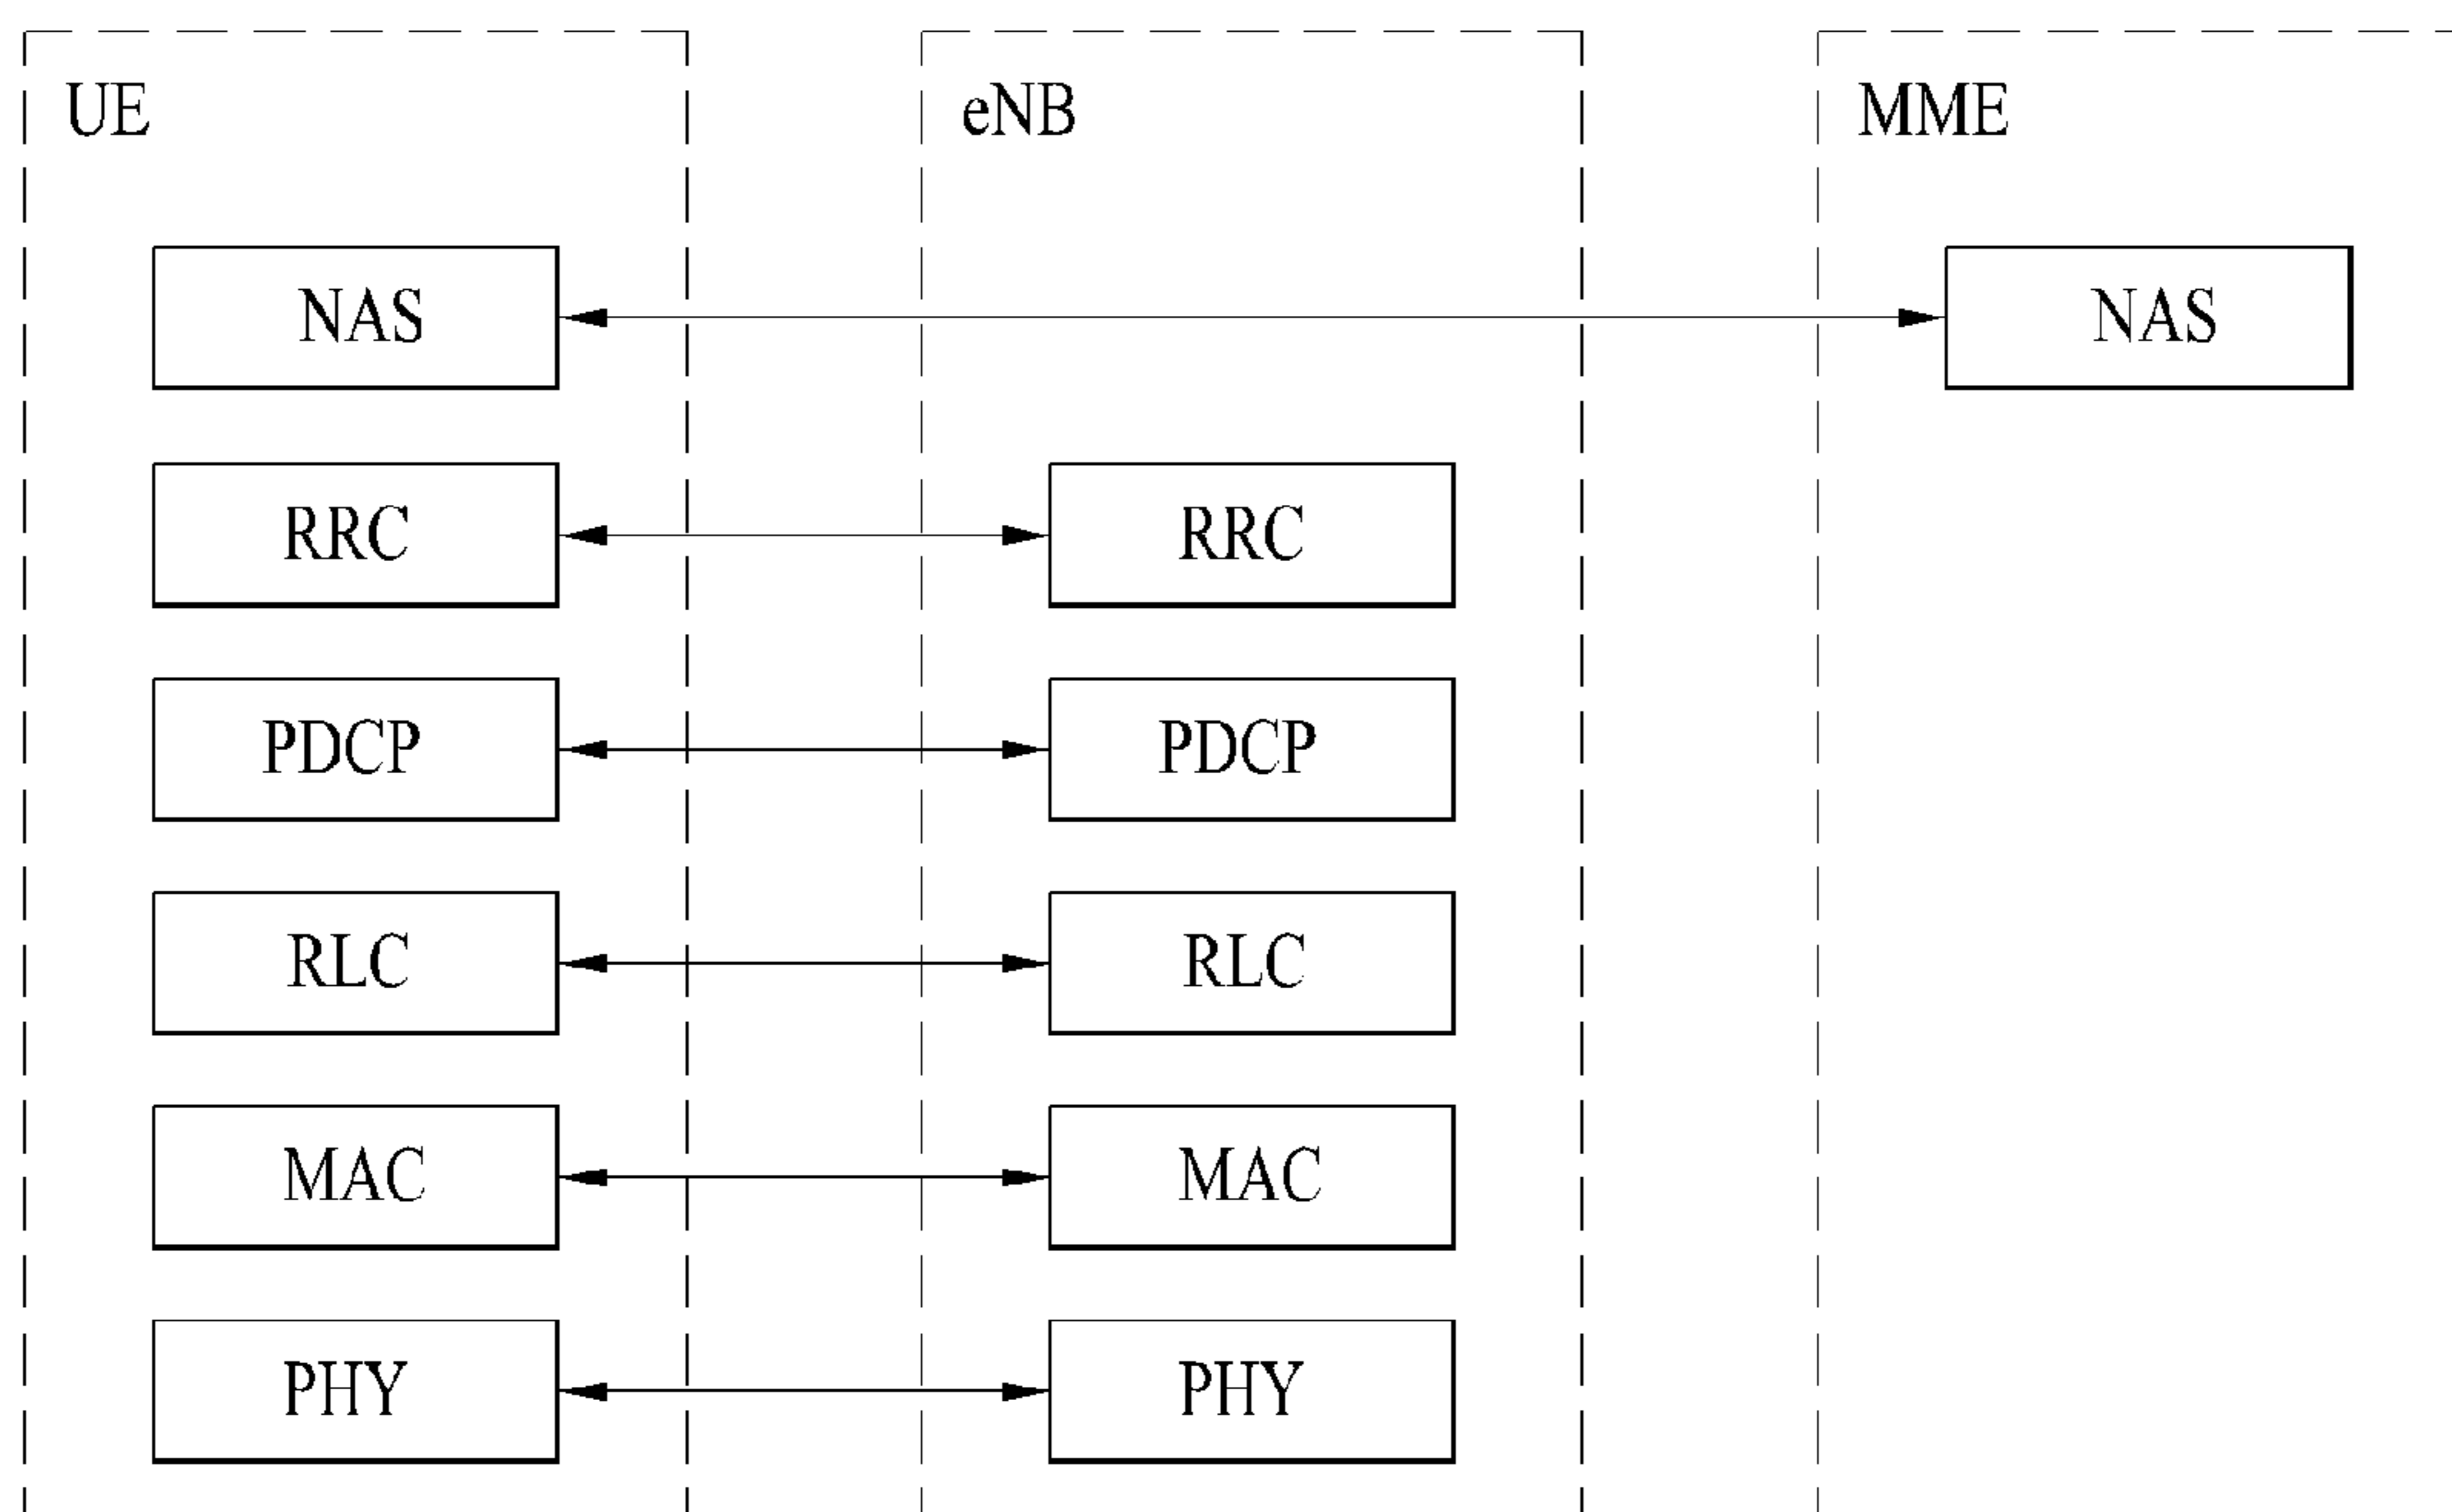 UE eNB MME
NAS NAS
RRC RRC
PDCP PDCP
RLC RLC
MAC MAC
PHY PHY